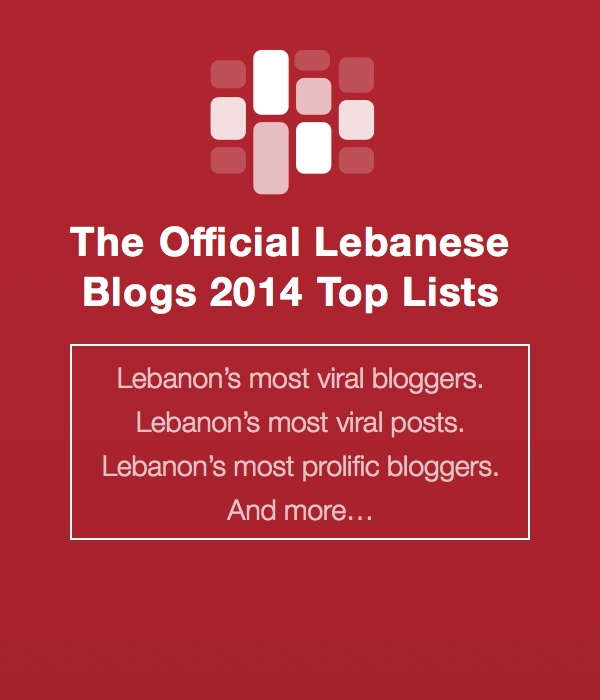 The Official Lebanese
Blogs 2014 Top Lists
Lebanon’s most viral bloggers.
Lebanon’s most viral posts.
Lebanon’s most prolific bloggers.
And more…